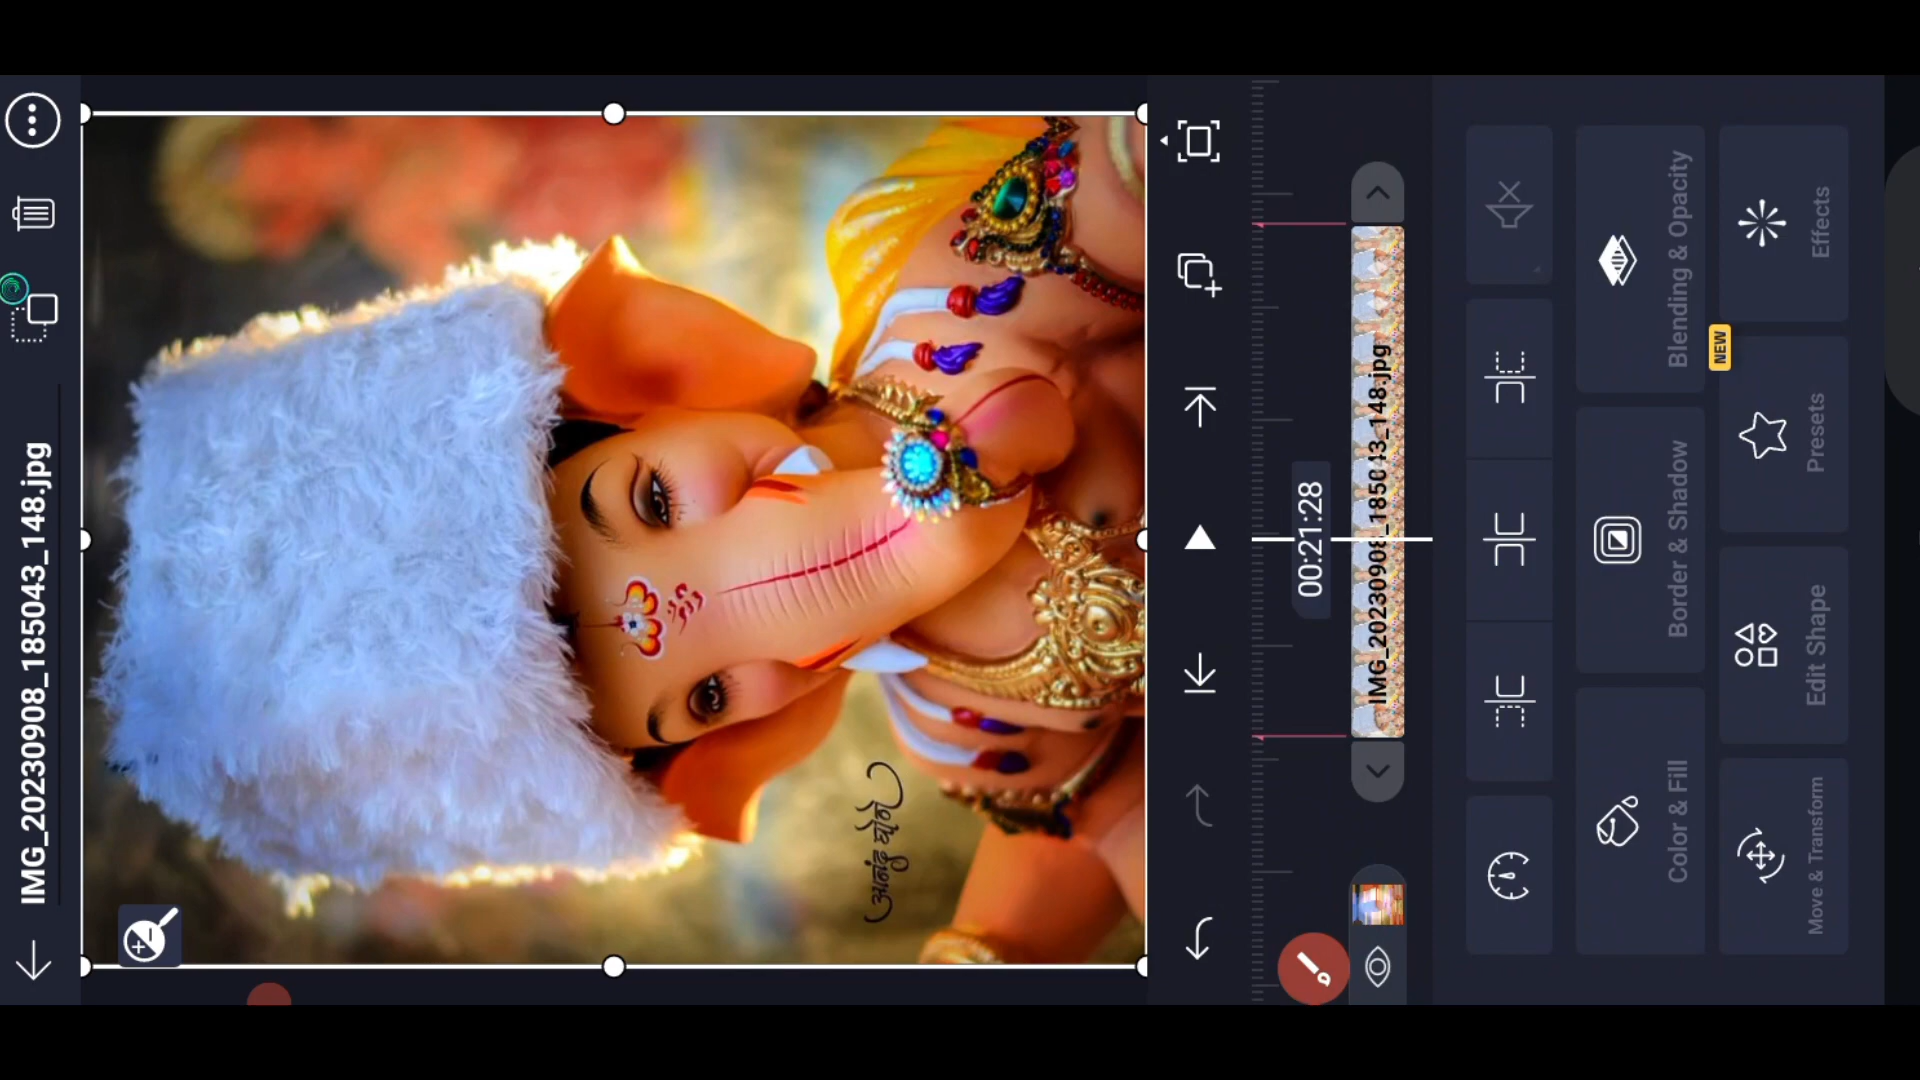 IMG_20230908_185043_148.jpg
आनंद घोले
ॐ
00:21:28
IMG_20230908_185043_148.jpg
Color & Fill
Border & Shadow
Blending & Opacity
Move & Transform
Edit Shape
Presets
NEW
Effects